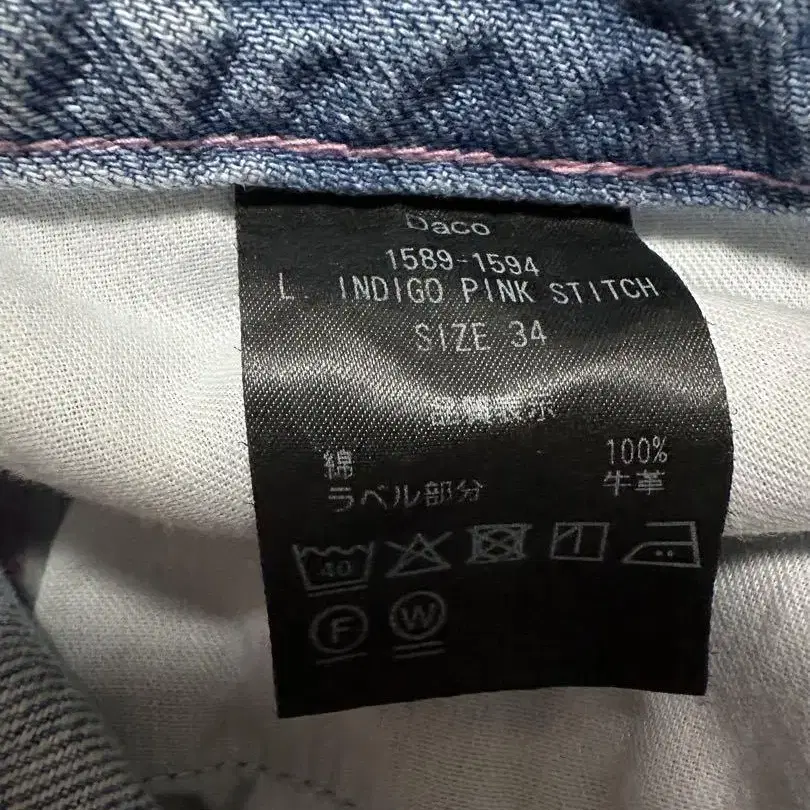 Daco
1589-1594
L. INDIGO PINK STITCH
SIZE 34
品質表示
綿 100%
ラベル部分 牛革
40
F W